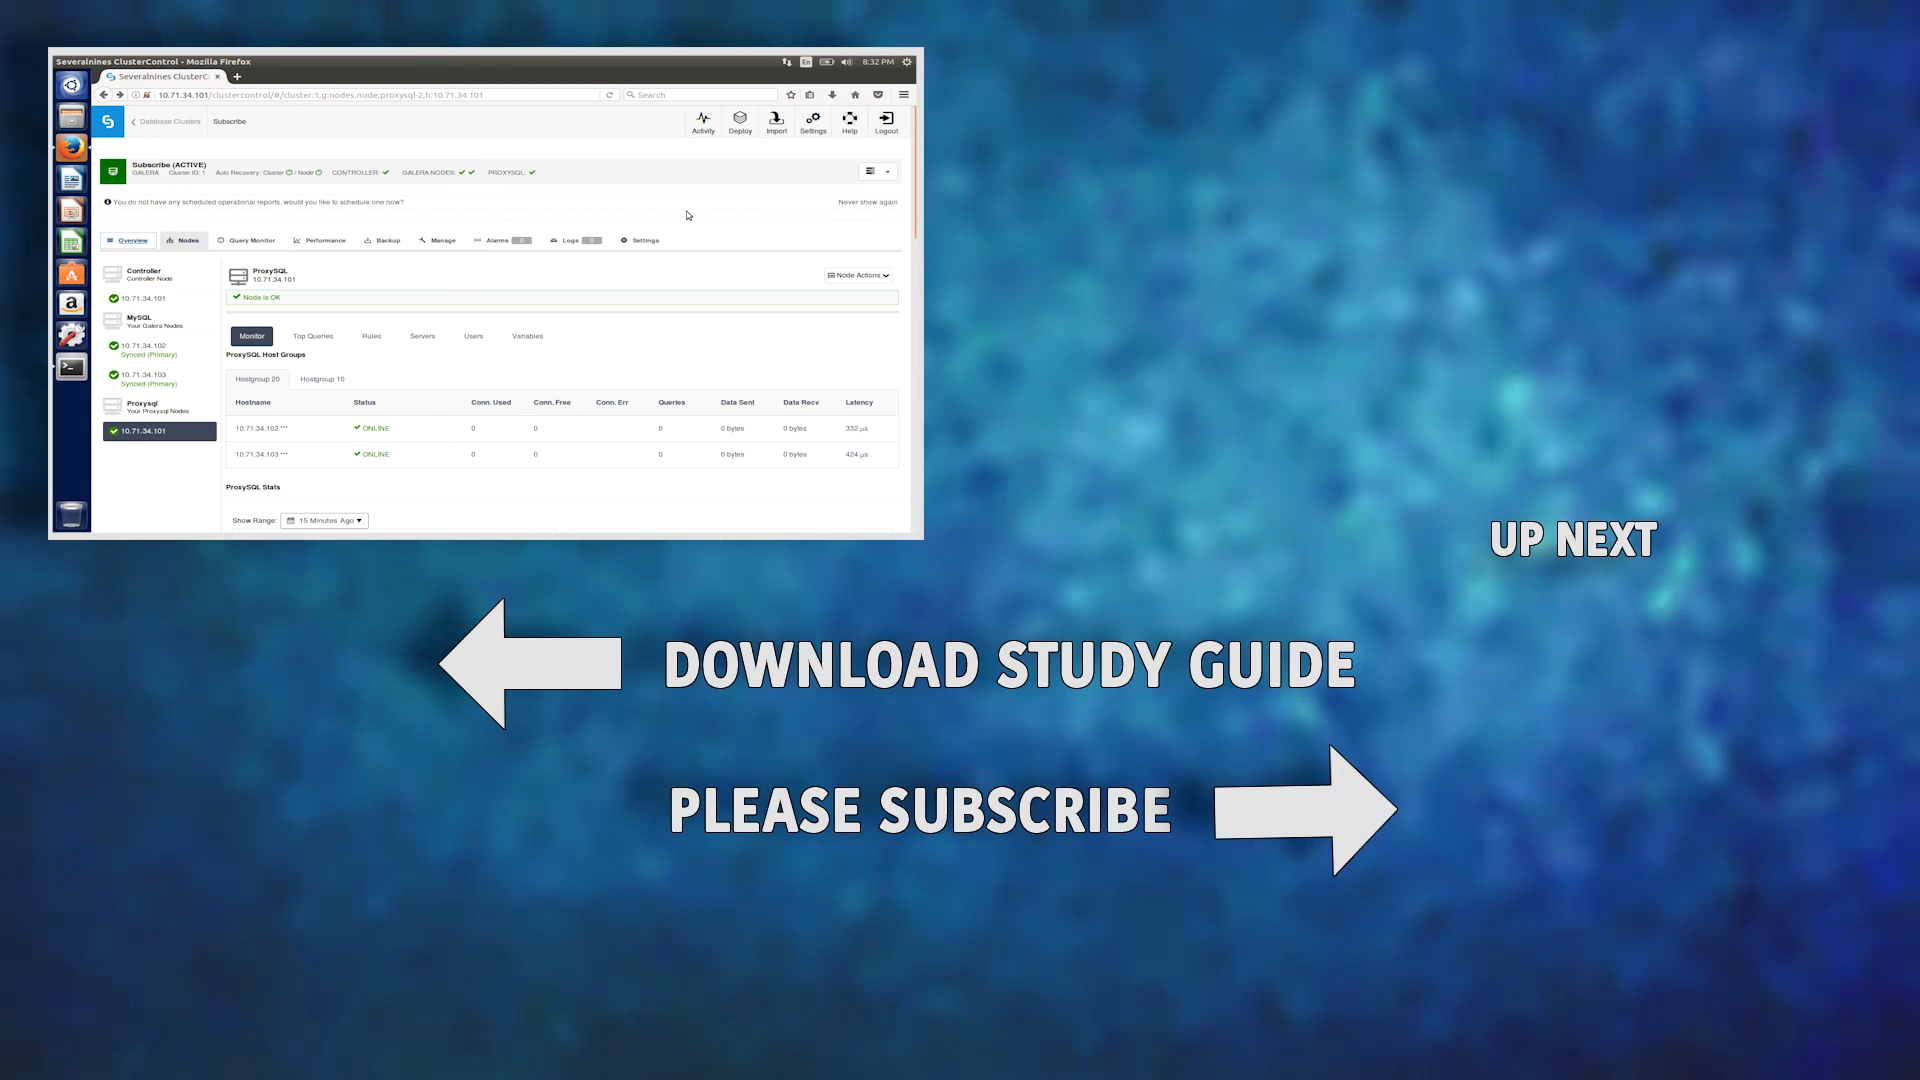 Severalnines ClusterControl - Mozilla Firefox
En
8:32 PM
Severalnines ClusterC
10.71.34.101/clustercontrol/#/cluster:1,g:nodes,node:proxysql-2,h:10.71.34.101
Search
Database Clusters
Subscribe
Activity
Deploy
Import
Settings
Help
Logout
Subscribe (ACTIVE)
GALERA Cluster ID: 1 Auto Recovery: Cluster / Node CONTROLLER: GALERA NODES: PROXYSQL:
You do not have any scheduled operational reports, would you like to schedule one now?
Never show again
Overview Nodes Query Monitor Performance Backup Manage Alarms 0 Logs 0 Settings
Controller
Controller Node
10.71.34.101
MySQL
Your Galera Nodes
10.71.34.102
Synced (Primary)
10.71.34.103
Synced (Primary)
Proxysql
Your Proxysql Nodes
10.71.34.101
ProxySQL
10.71.34.101
Node Actions
Node is OK
Monitor Top Queries Rules Servers Users Variables
ProxySQL Host Groups
Hostgroup 20 Hostgroup 10
Hostname Status Conn. Used Conn. Free Conn. Err Queries Data Sent Data Recv Latency
10.71.34.102 ONLINE 0 0 0 0 bytes 0 bytes 332 µs
10.71.34.103 ONLINE 0 0 0 0 bytes 0 bytes 424 µs
ProxySQL Stats
Show Range: 15 Minutes Ago
UP NEXT
DOWNLOAD STUDY GUIDE
PLEASE SUBSCRIBE